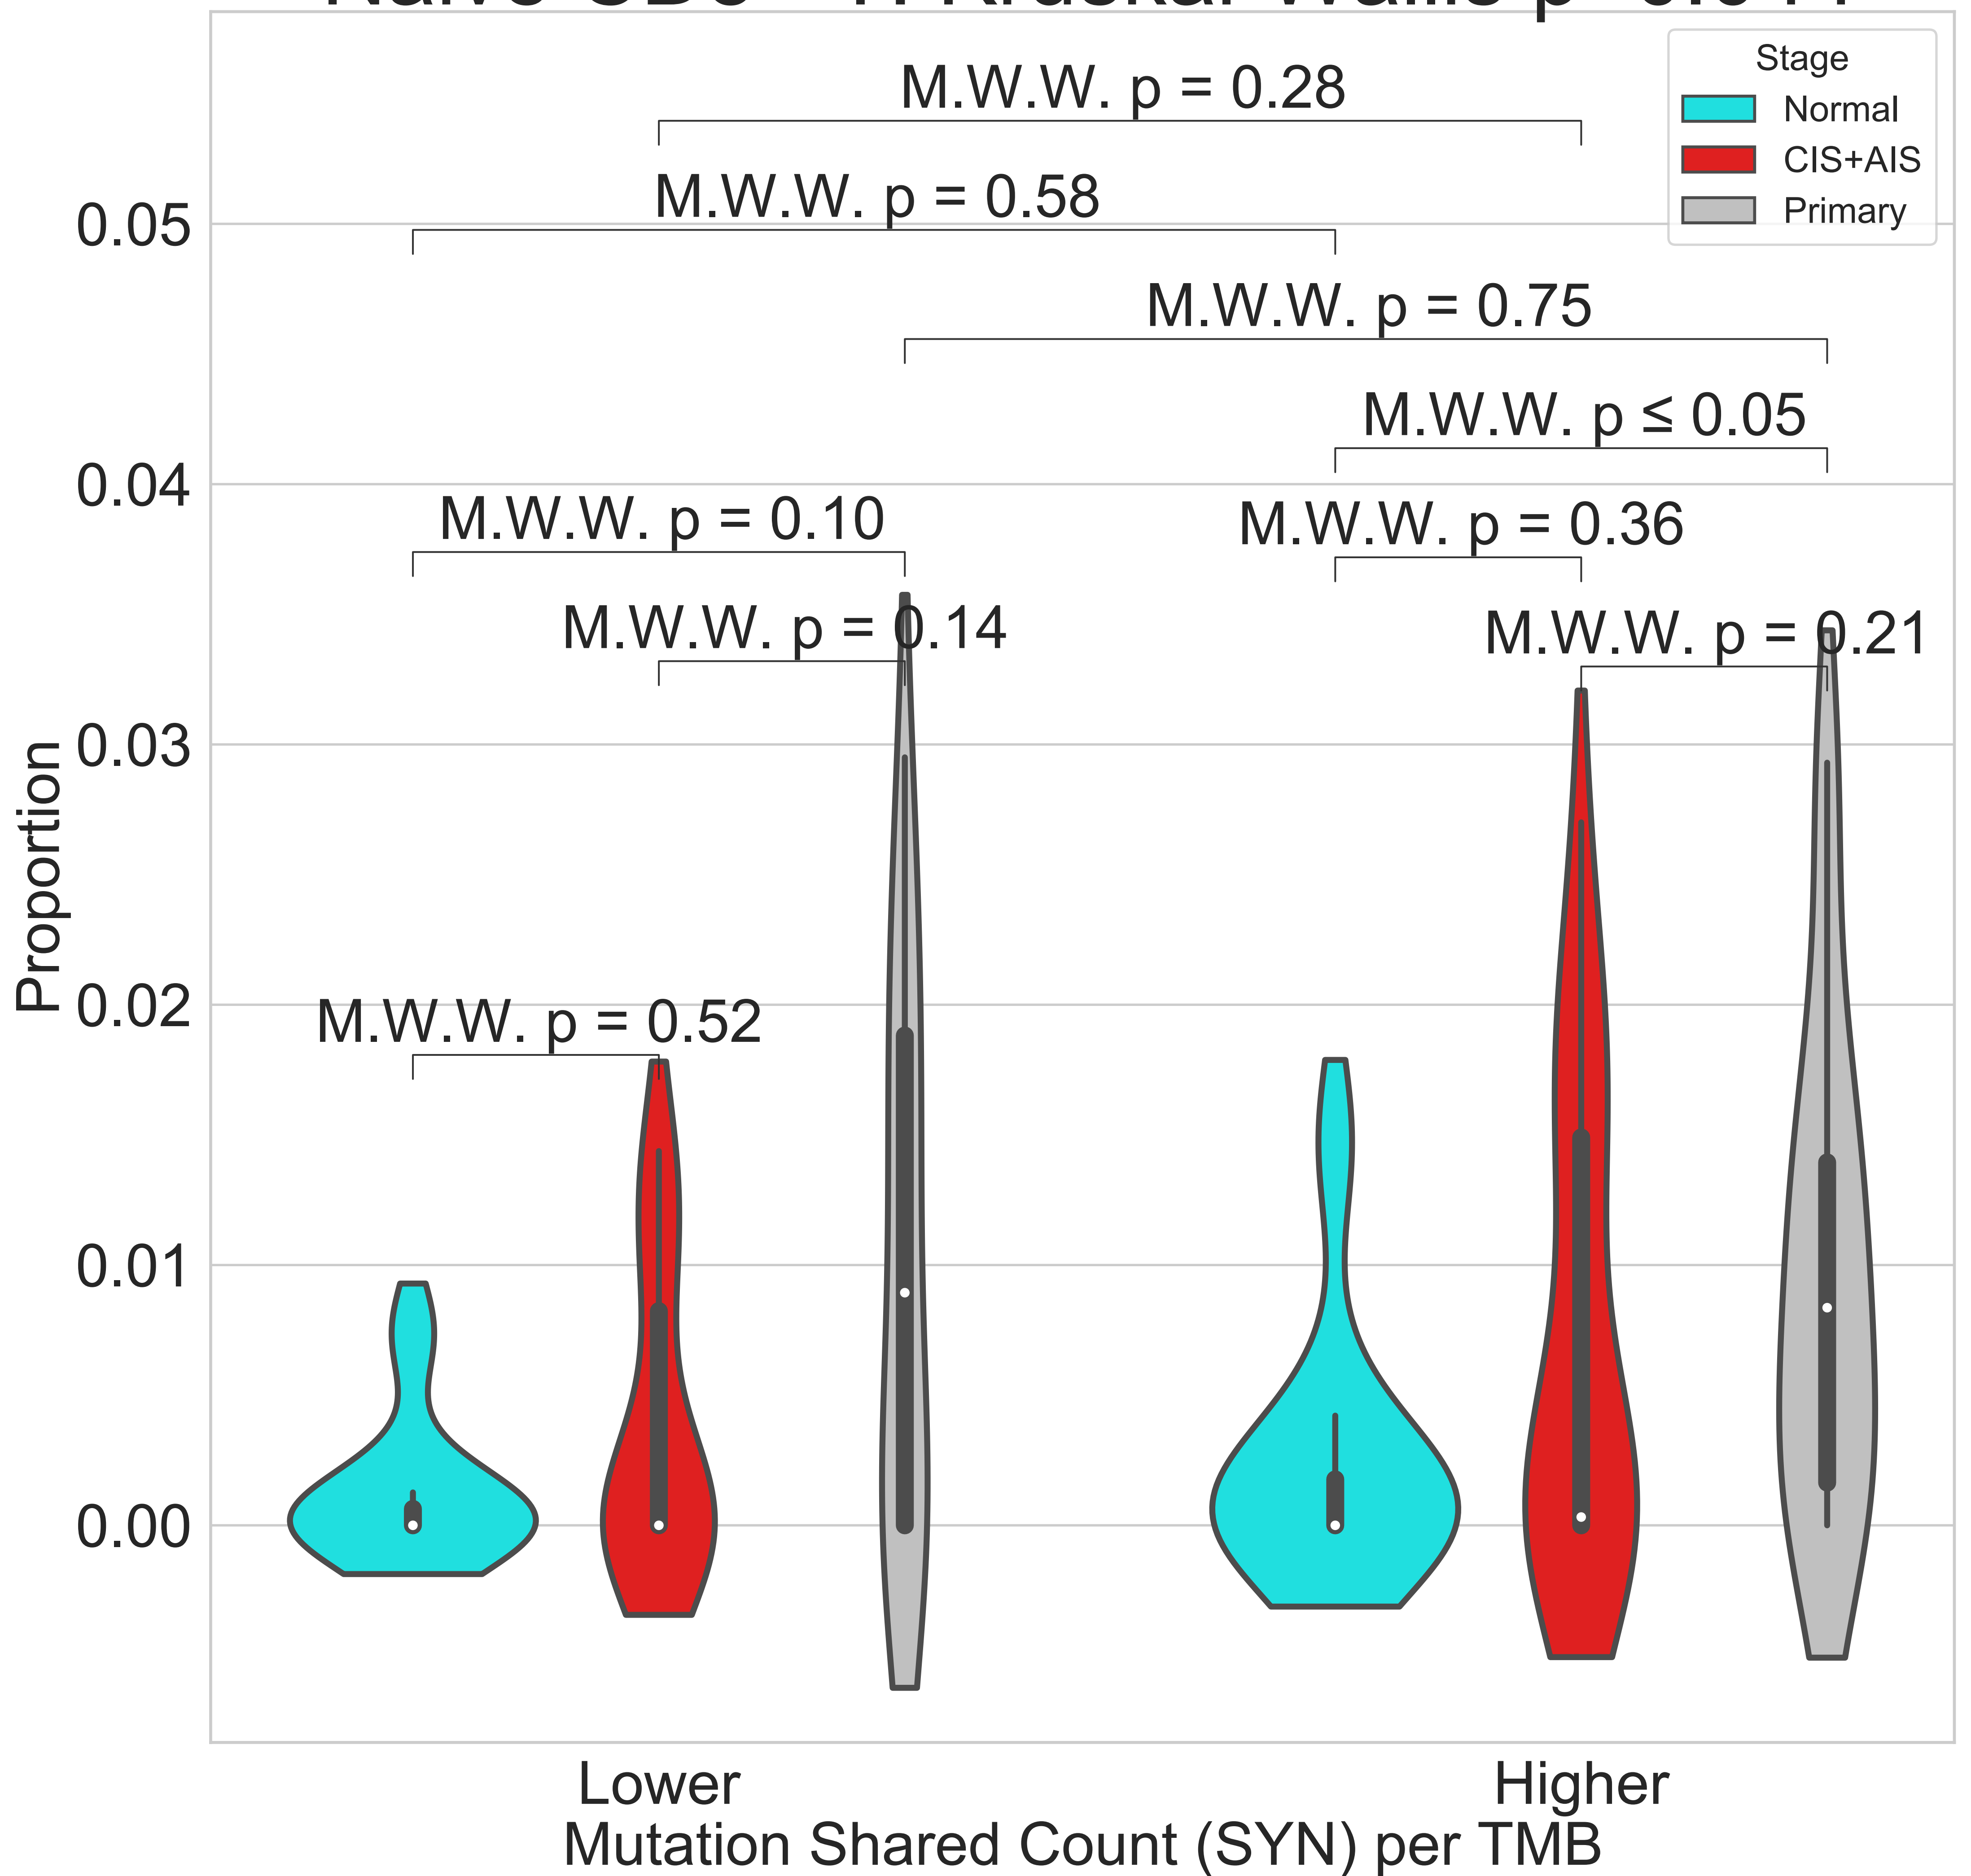 Stage
Normal
CIS+AIS
Primary
M.W.W. p = 0.28
M.W.W. p = 0.58
M.W.W. p = 0.75
M.W.W. p ≤ 0.05
M.W.W. p = 0.10
M.W.W. p = 0.36
M.W.W. p = 0.14
M.W.W. p = 0.21
M.W.W. p = 0.52
0.05
0.04
0.03
0.02
0.01
0.00
Proportion
Lower
Higher
Mutation Shared Count (SYN) per TMB